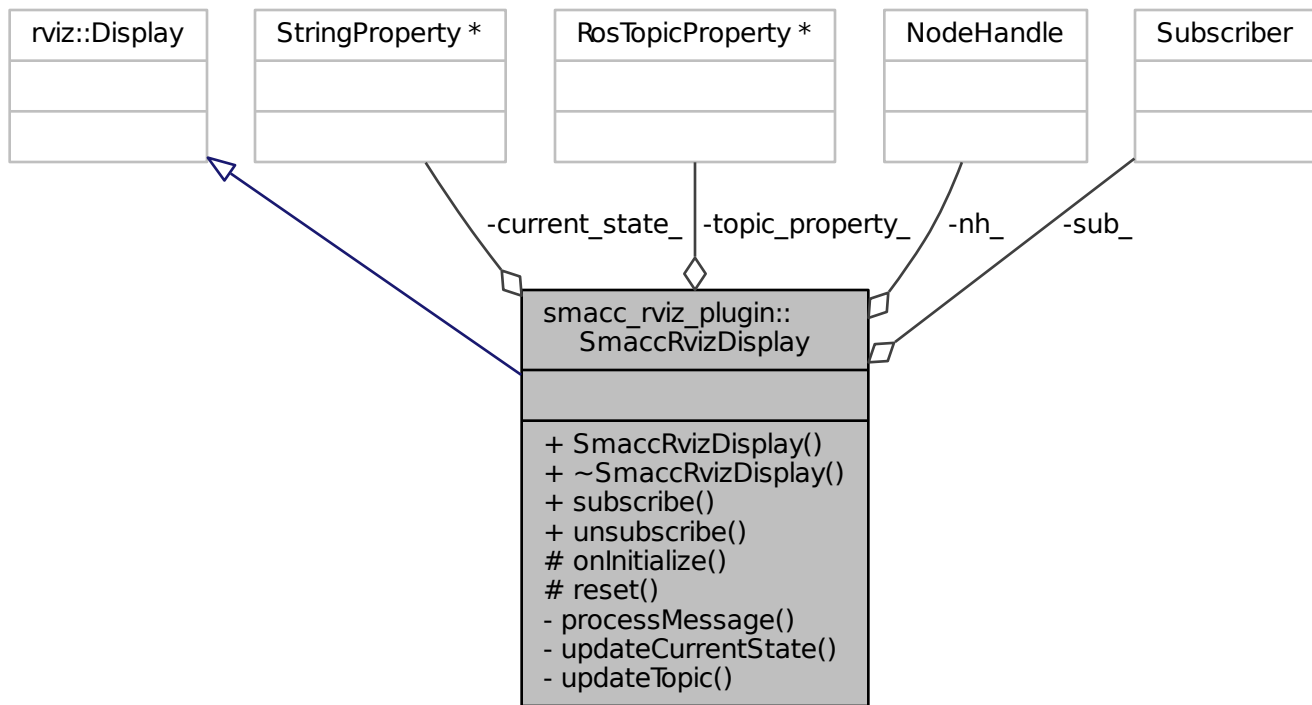 rviz::Display
StringProperty *
RosTopicProperty *
NodeHandle
Subscriber
-current_state_
-topic_property_
-nh_
-sub_
smacc_rviz_plugin::
SmaccRvizDisplay
+ SmaccRvizDisplay()
+ ~SmaccRvizDisplay()
+ subscribe()
+ unsubscribe()
# onInitialize()
# reset()
- processMessage()
- updateCurrentState()
- updateTopic()